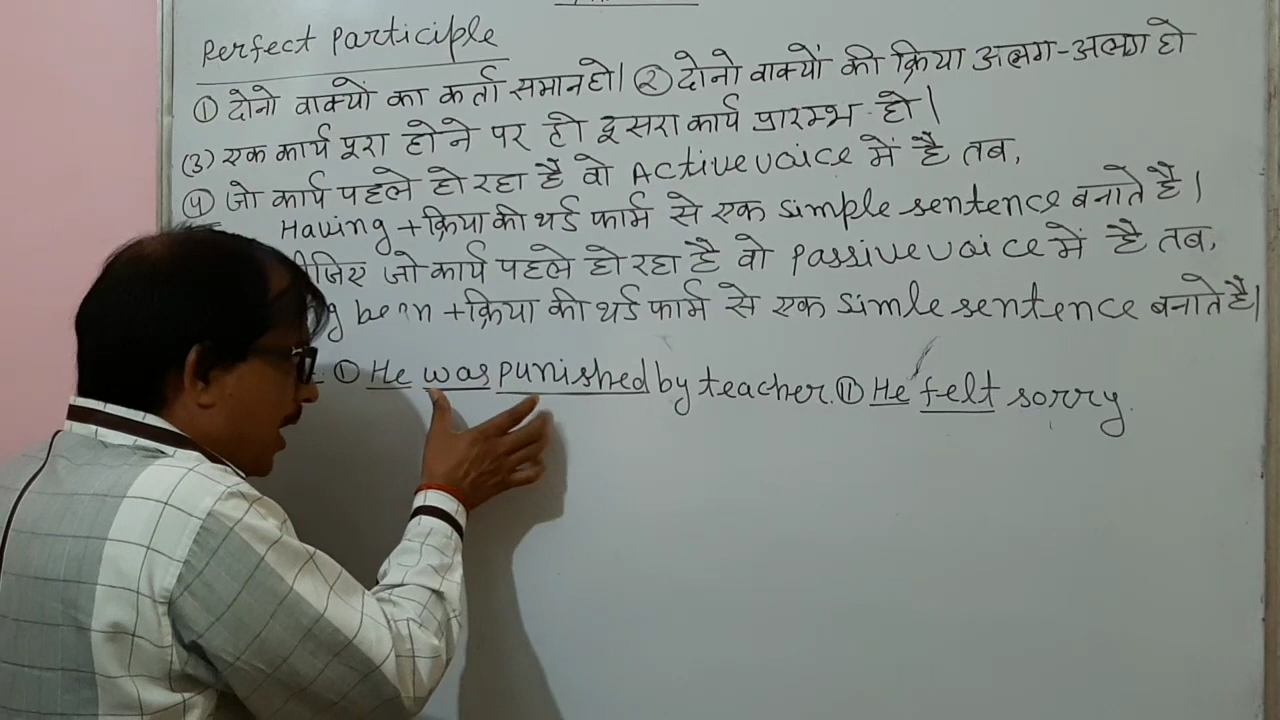 Perfect Participle
① दोनो वाक्यों का कर्ता समान हो। ② दोनो वाक्यों की क्रिया अलग-अलग हो
(3) एक कार्य पूरा होने पर ही दूसरा कार्य प्रारम्भ हो।
④ जो कार्य पहले हो रहा है वो Active voice में है तब,
Having + क्रिया की थर्ड फार्म से एक simple sentence बनाते है।
जो कार्य पहले हो रहा है वो passive voice में है तब,
been + क्रिया की थर्ड फार्म से एक simle sentence बनाते है।
① He was punished by teacher. ⑪ He felt sorry.